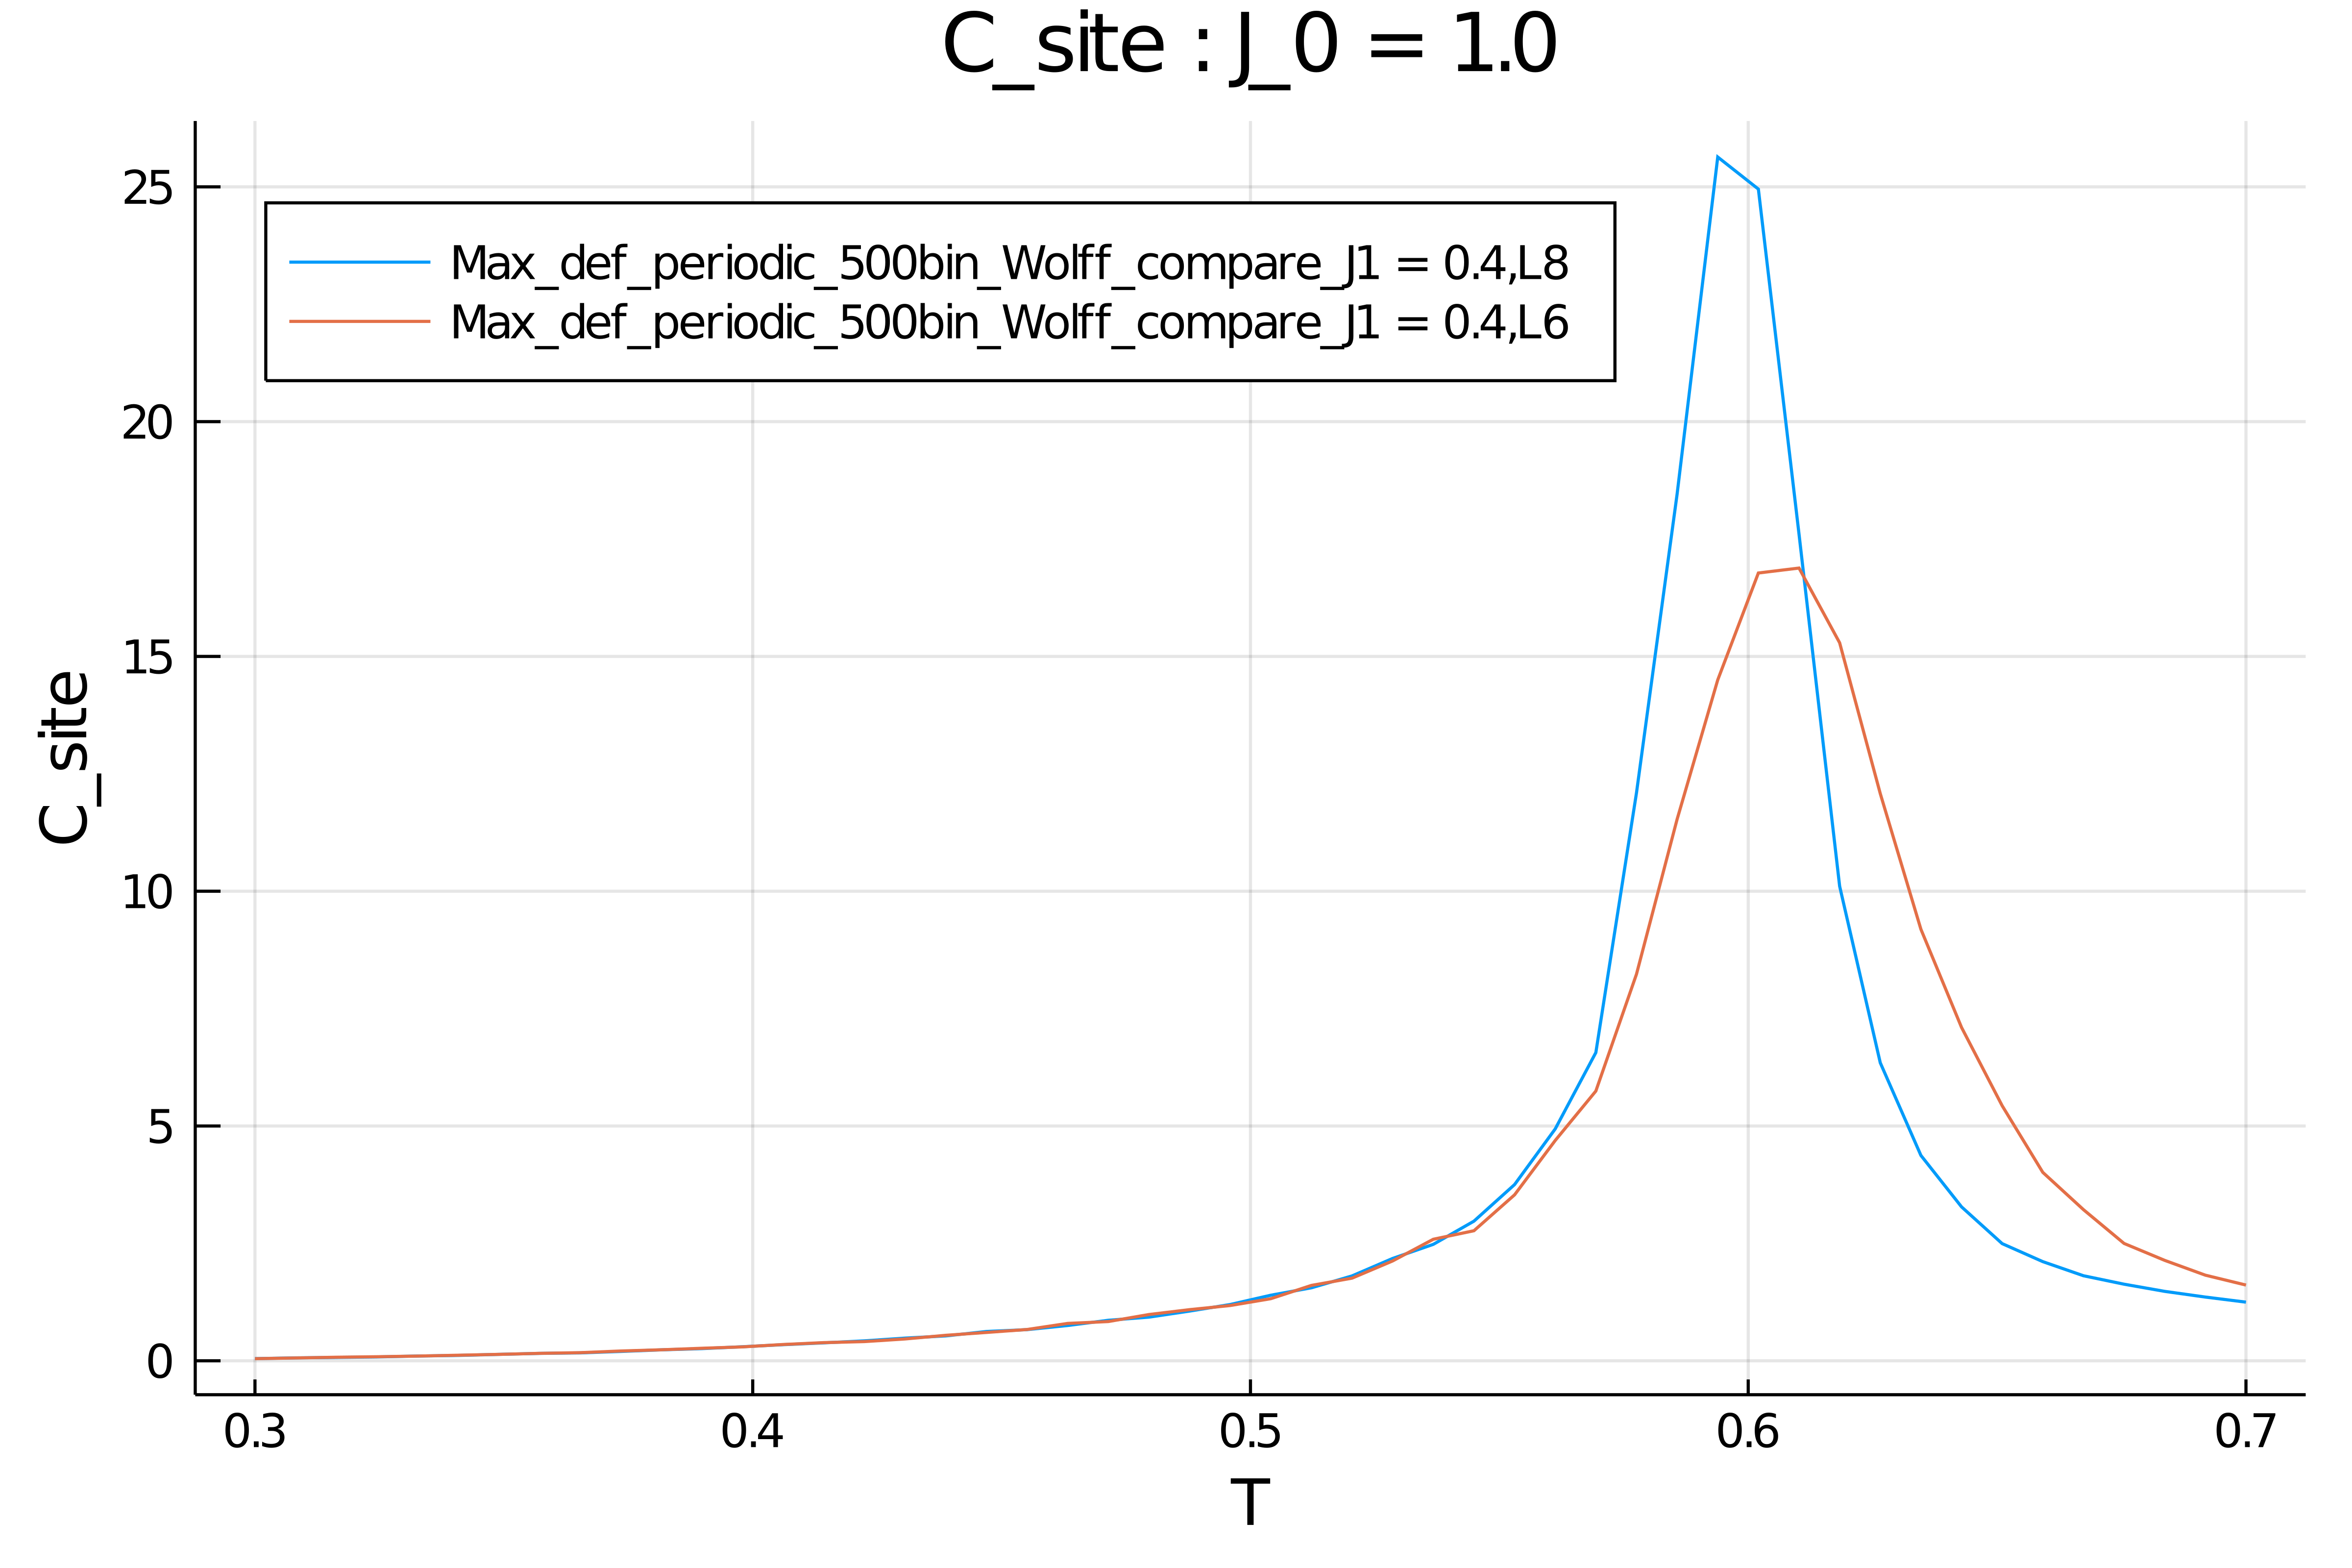 C_site : J_0 = 1.0
25
20
15
10
5
0
C_site
Max_def_periodic_500bin_Wolff_compare_J1 = 0.4,L8
Max_def_periodic_500bin_Wolff_compare_J1 = 0.4,L6
0.3 0.4 0.5 0.6 0.7
T